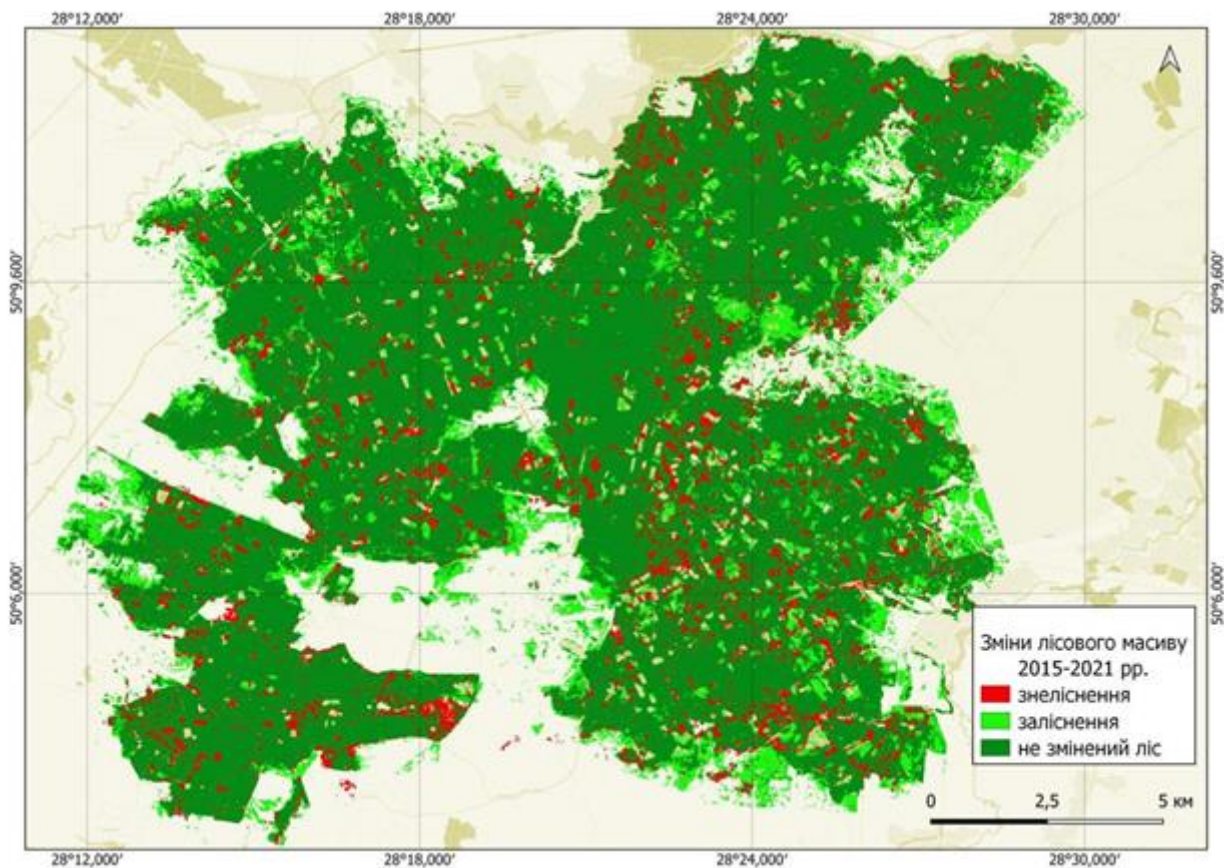 28°12,000' 28°18,000' 28°24,000' 28°30,000'
50°9,600' 50°9,600'
50°6,000' 50°6,000'
Зміни лісового масиву
2015-2021 рр.
знеліснення
заліснення
не змінений ліс
0 2,5 5 км
28°12,000' 28°18,000' 28°24,000' 28°30,000'